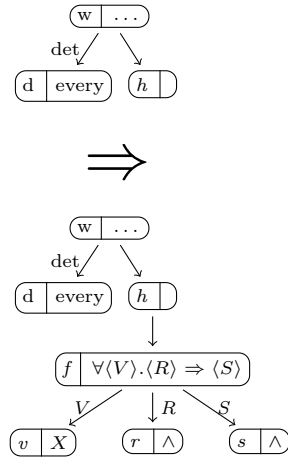 w …
det
d every
h
⇒
w …
det
d every
h
f ∀⟨V⟩.⟨R⟩ ⇒ ⟨S⟩
V R S
v X
r ∧
s ∧